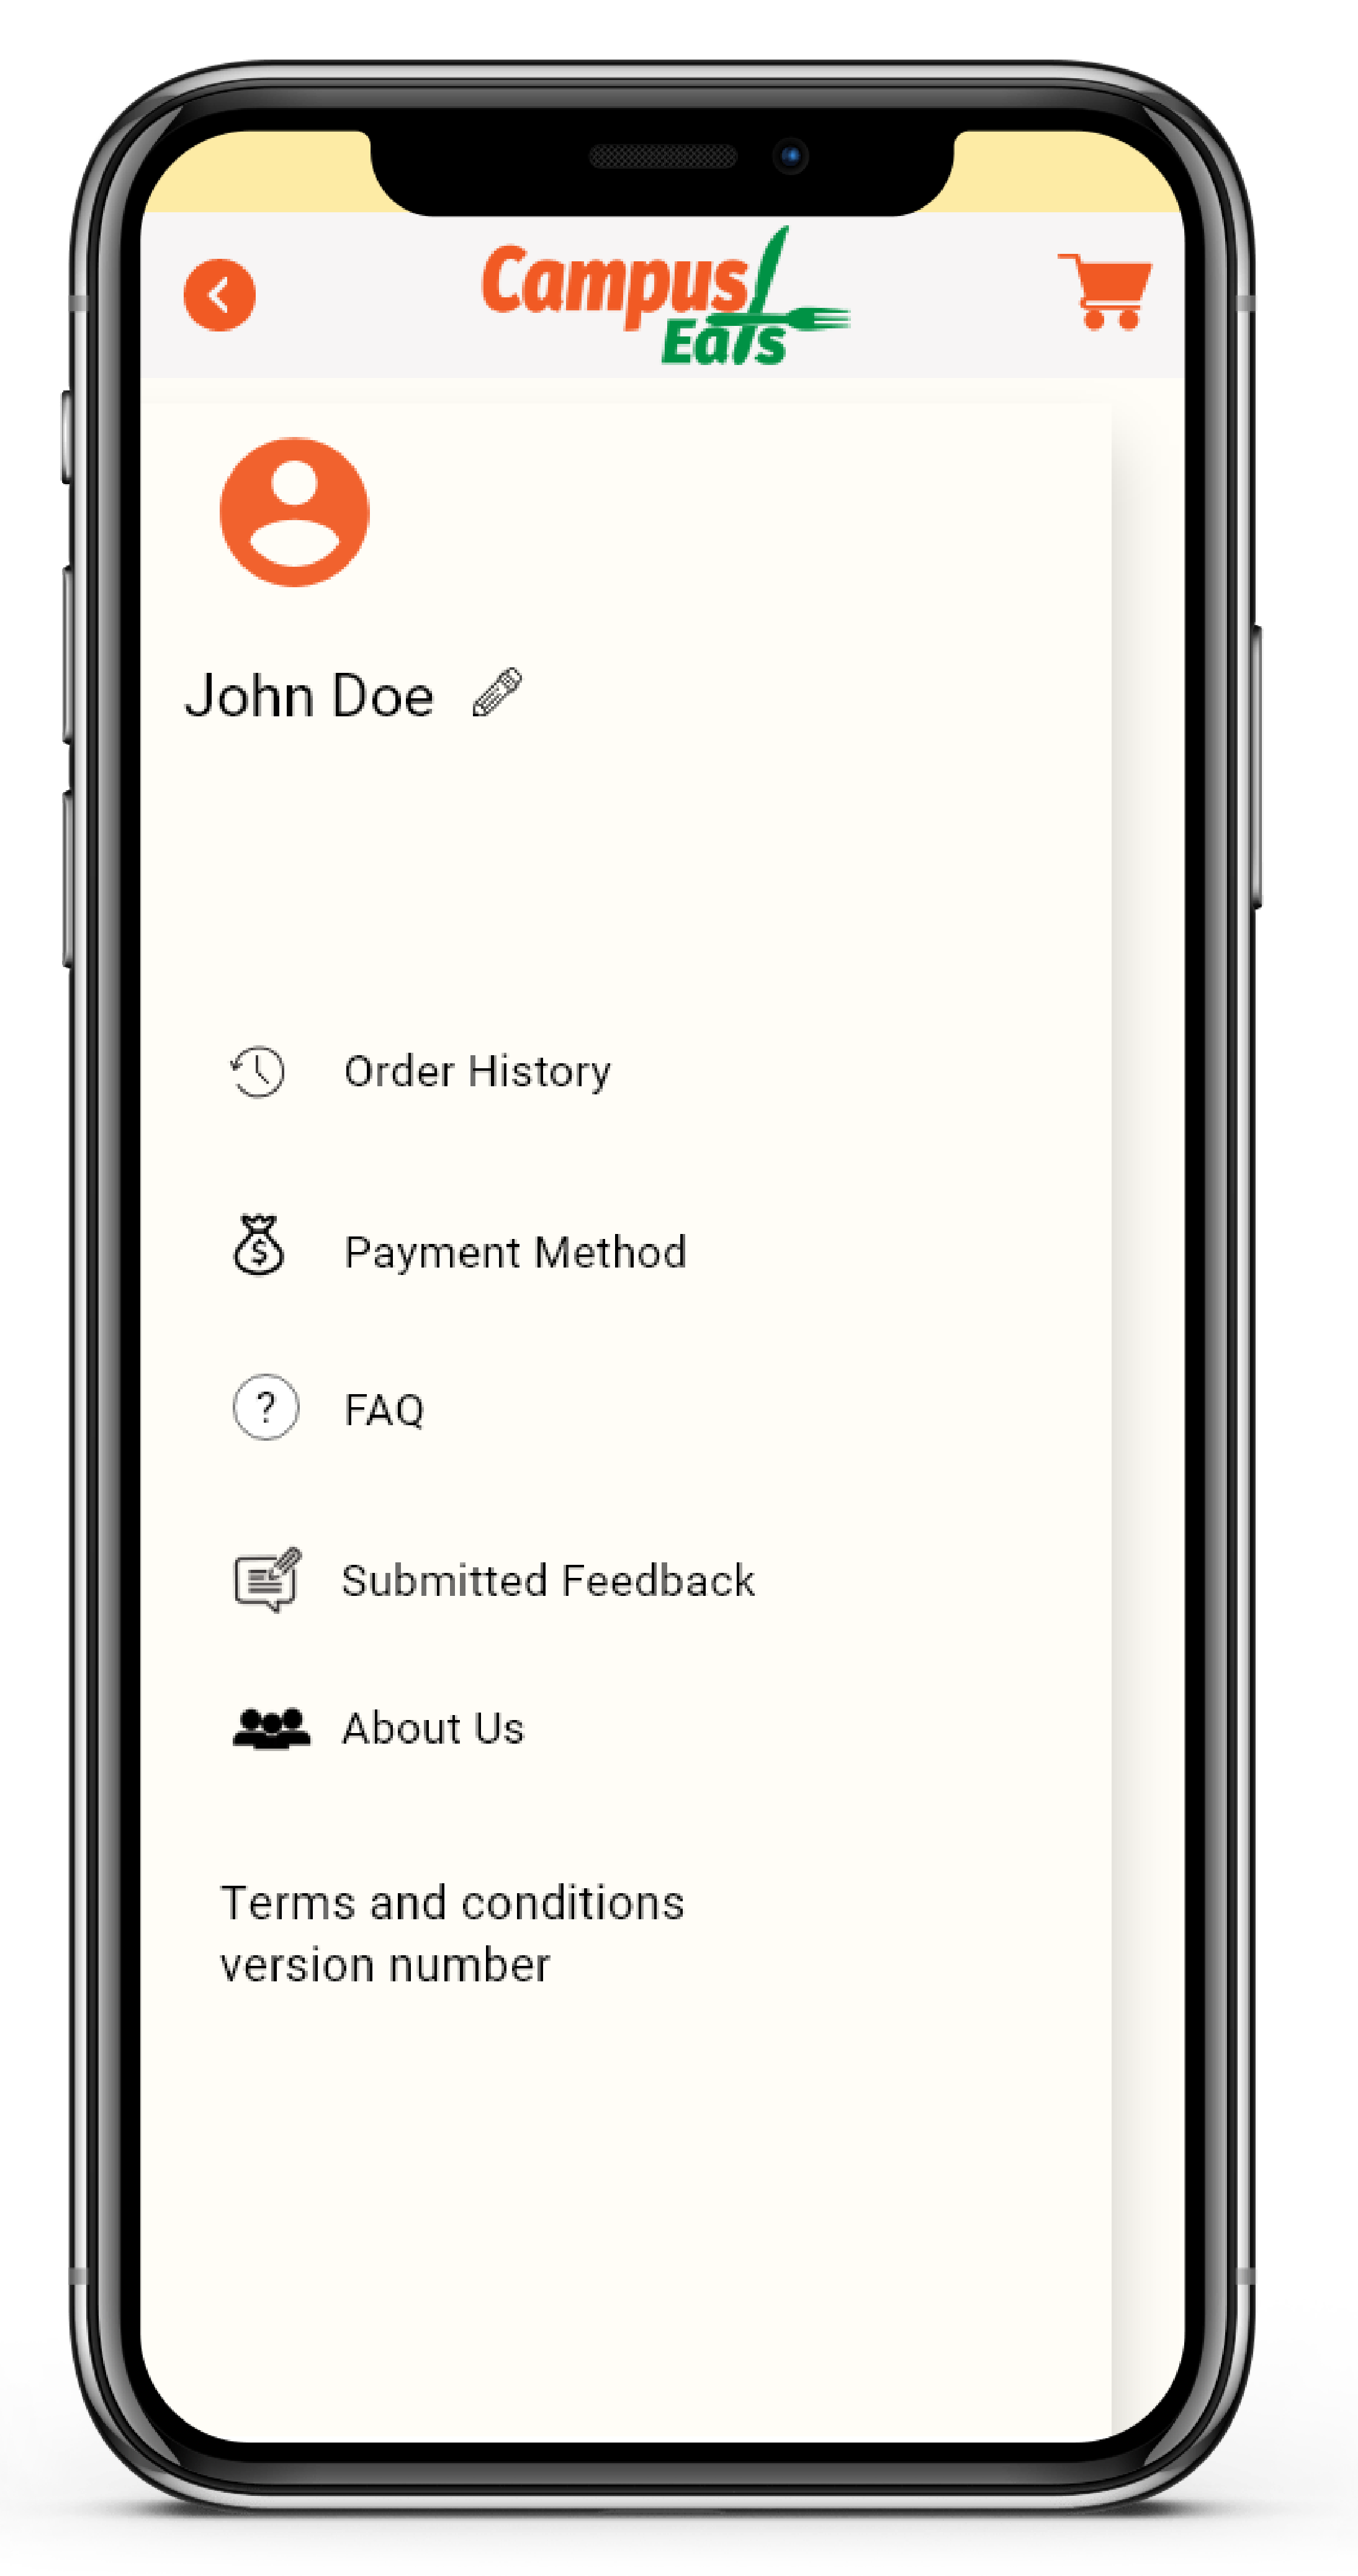 Campus
Eats
John Doe
Order History
$
Payment Method
?
FAQ
Submitted Feedback
About Us
Terms and conditions
version number